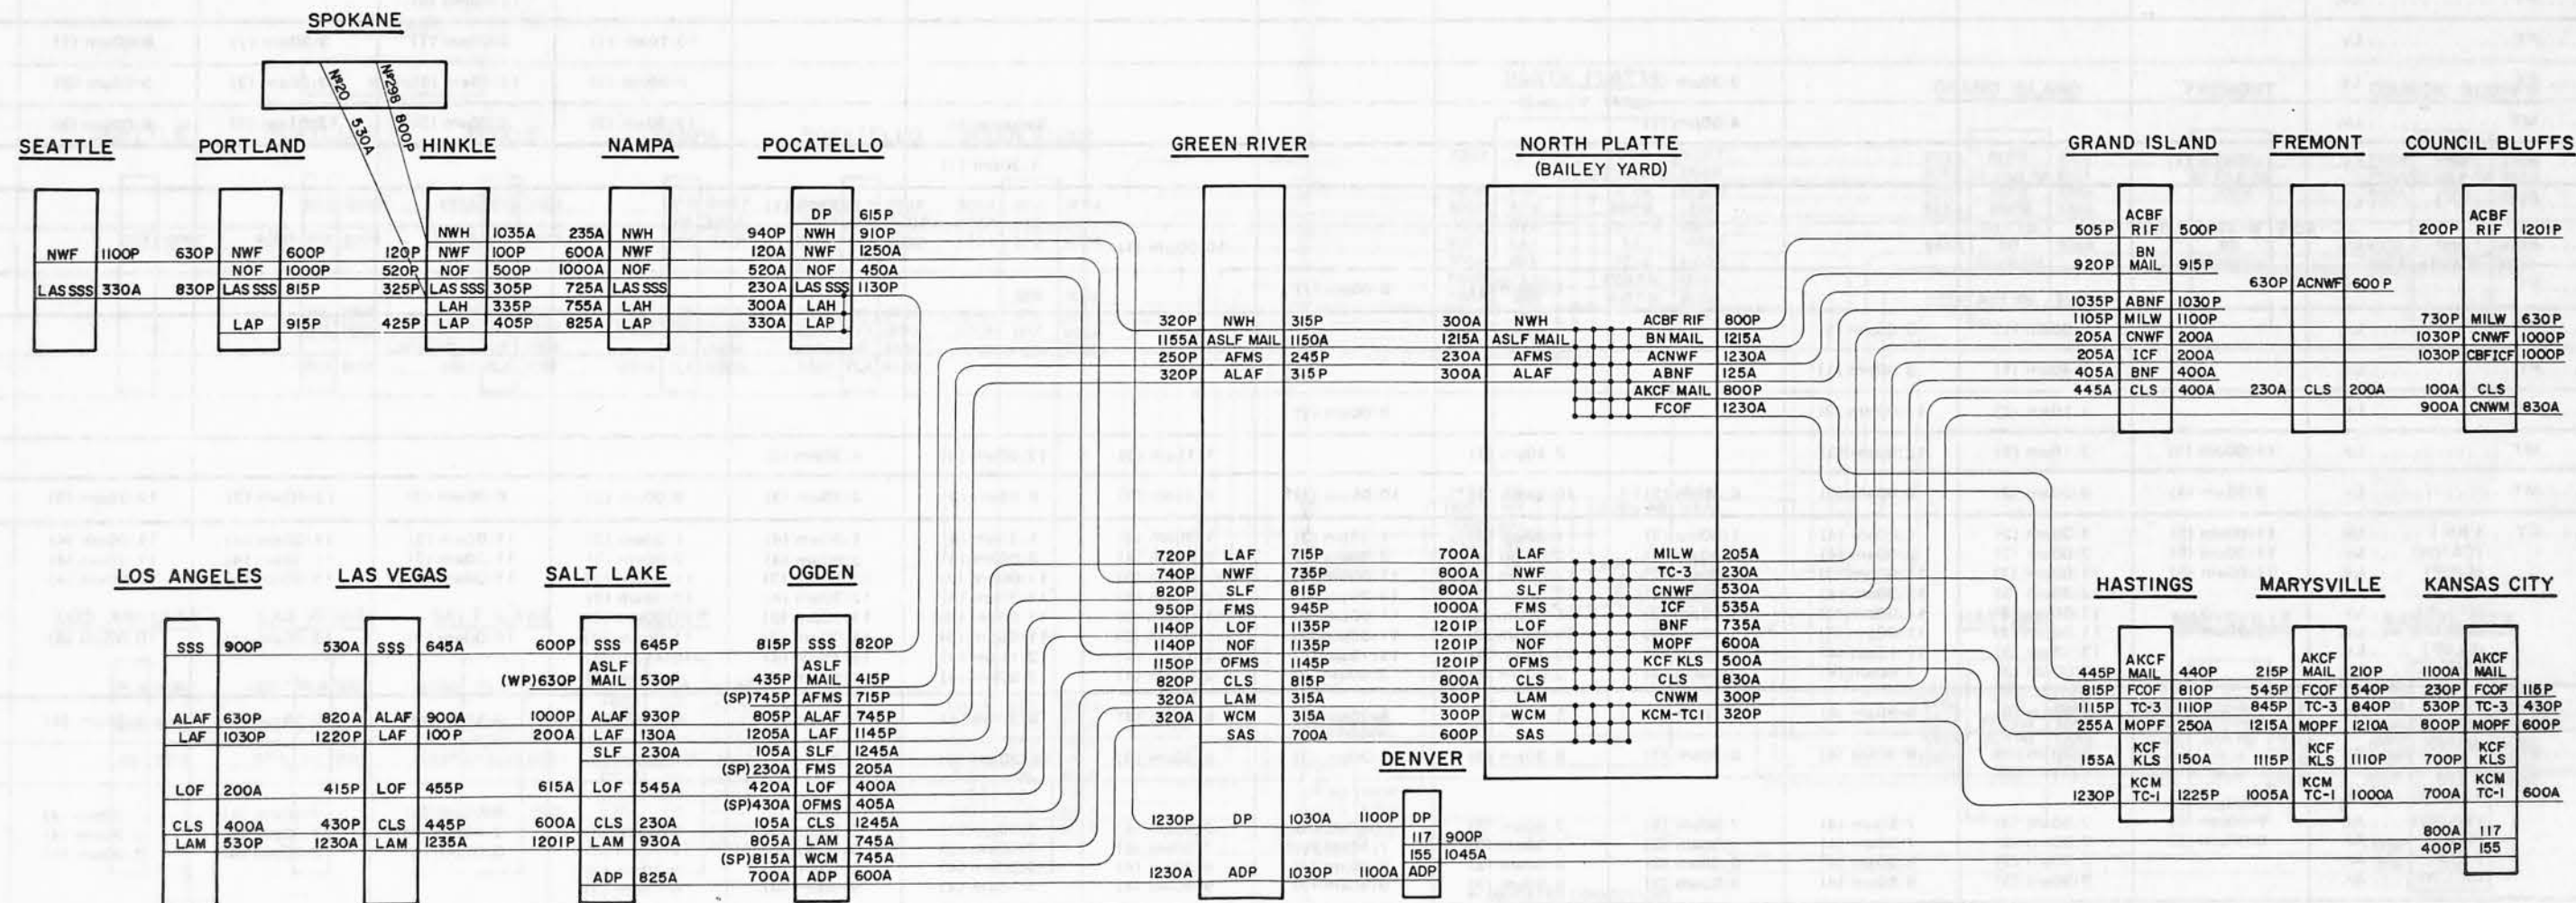 SPOKANE
Nº20 530A
Nº298 800P
SEATTLE
NWF 1100P
LAS SSS 330A
PORTLAND
630P NWF 600P
NOF 1000P
830P LAS SSS 815P
LAP 915P
HINKLE
NWH 1035A
120P NWF 100P
520P NOF 500P
325P LAS SSS 305P
LAH 335P
425P LAP 405P
NAMPA
235A NWH
600A NWF
1000A NOF
725A LAS SSS
755A LAH
825A LAP
POCATELLO
DP 615P
940P NWH 910P
120A NWF 1250A
520A NOF 450A
230A LAS SSS 1130P
300A LAH
330A LAP
GREEN RIVER
320P NWH 315P
1155A ASLF MAIL 1150A
250P AFMS 245P
320P ALAF 315P
720P LAF 715P
740P NWF 735P
820P SLF 815P
950P FMS 945P
1140P LOF 1135P
1140P NOF 1135P
1150P OFMS 1145P
820P CLS 815P
320A LAM 315A
320A WCM 315A
SAS 700A
1230P DP 1030A
1230A ADP 1030P
NORTH PLATTE
(BAILEY YARD)
300A NWH ACBF RIF 800P
1215A ASLF MAIL BN MAIL 1215A
230A AFMS ACNWF 1230A
300A ALAF ABNF 125A
AKCF MAIL 800P
FCOF 1230A
700A LAF MILW 205A
800A NWF TC-3 230A
800A SLF CNWF 530A
1000A FMS ICF 535A
1201P LOF BNF 735A
1201P NOF MOPF 600A
1201P OFMS KCF KLS 500A
800A CLS CLS 830A
300P LAM CNWM 300P
300P WCM KCM-TC1 320P
600P SAS
GRAND ISLAND
ACBF
505P RIF 500P
BN
920P MAIL 915P
1035P ABNF 1030P
1105P MILW 1100P
205A CNWF 200A
205A ICF 200A
405A BNF 400A
445A CLS 400A
FREMONT
630P ACNWF 600P
230A CLS 200A
COUNCIL BLUFFS
ACBF
200P RIF 1201P
730P MILW 630P
1030P CNWF 1000P
1030P CBFICF 1000P
100A CLS
900A CNWM 830A
LOS ANGELES
SSS 900P
ALAF 630P
LAF 1030P
LOF 200A
CLS 400A
LAM 530P
LAS VEGAS
530A SSS 645A
820A ALAF 900A
1220P LAF 100P
415P LOF 455P
430P CLS 445P
1230A LAM 1235A
SALT LAKE
600P SSS 645P
ASLF
(WP)630P MAIL 530P
1000P ALAF 930P
200A LAF 130A
SLF 230A
615A LOF 545A
600A CLS 230A
1201P LAM 930A
ADP 825A
OGDEN
815P SSS 820P
ASLF
435P MAIL 415P
(SP)745P AFMS 715P
805P ALAF 745P
1205A LAF 1145P
105A SLF 1245A
(SP)230A FMS 205A
420A LOF 400A
(SP)430A OFMS 405A
105A CLS 1245A
805A LAM 745A
(SP)815A WCM 745A
700A ADP 600A
DENVER
1100P DP
117 900P
155 1045A
1100A ADP
HASTINGS
AKCF
445P MAIL 440P
815P FCOF 810P
1115P TC-3 1110P
255A MOPF 250A
KCF
155A KLS 150A
KCM
1230P TC-1 1225P
MARYSVILLE
AKCF
215P MAIL 210P
545P FCOF 540P
845P TC-3 840P
1215A MOPF 1210A
KCF
1115P KLS 1110P
KCM
1005A TC-1 1000A
KANSAS CITY
AKCF
1100A MAIL
230P FCOF 115P
530P TC-3 430P
800P MOPF 600P
KCF
700P KLS
KCM
700A TC-1 600A
800A 117
400P 155